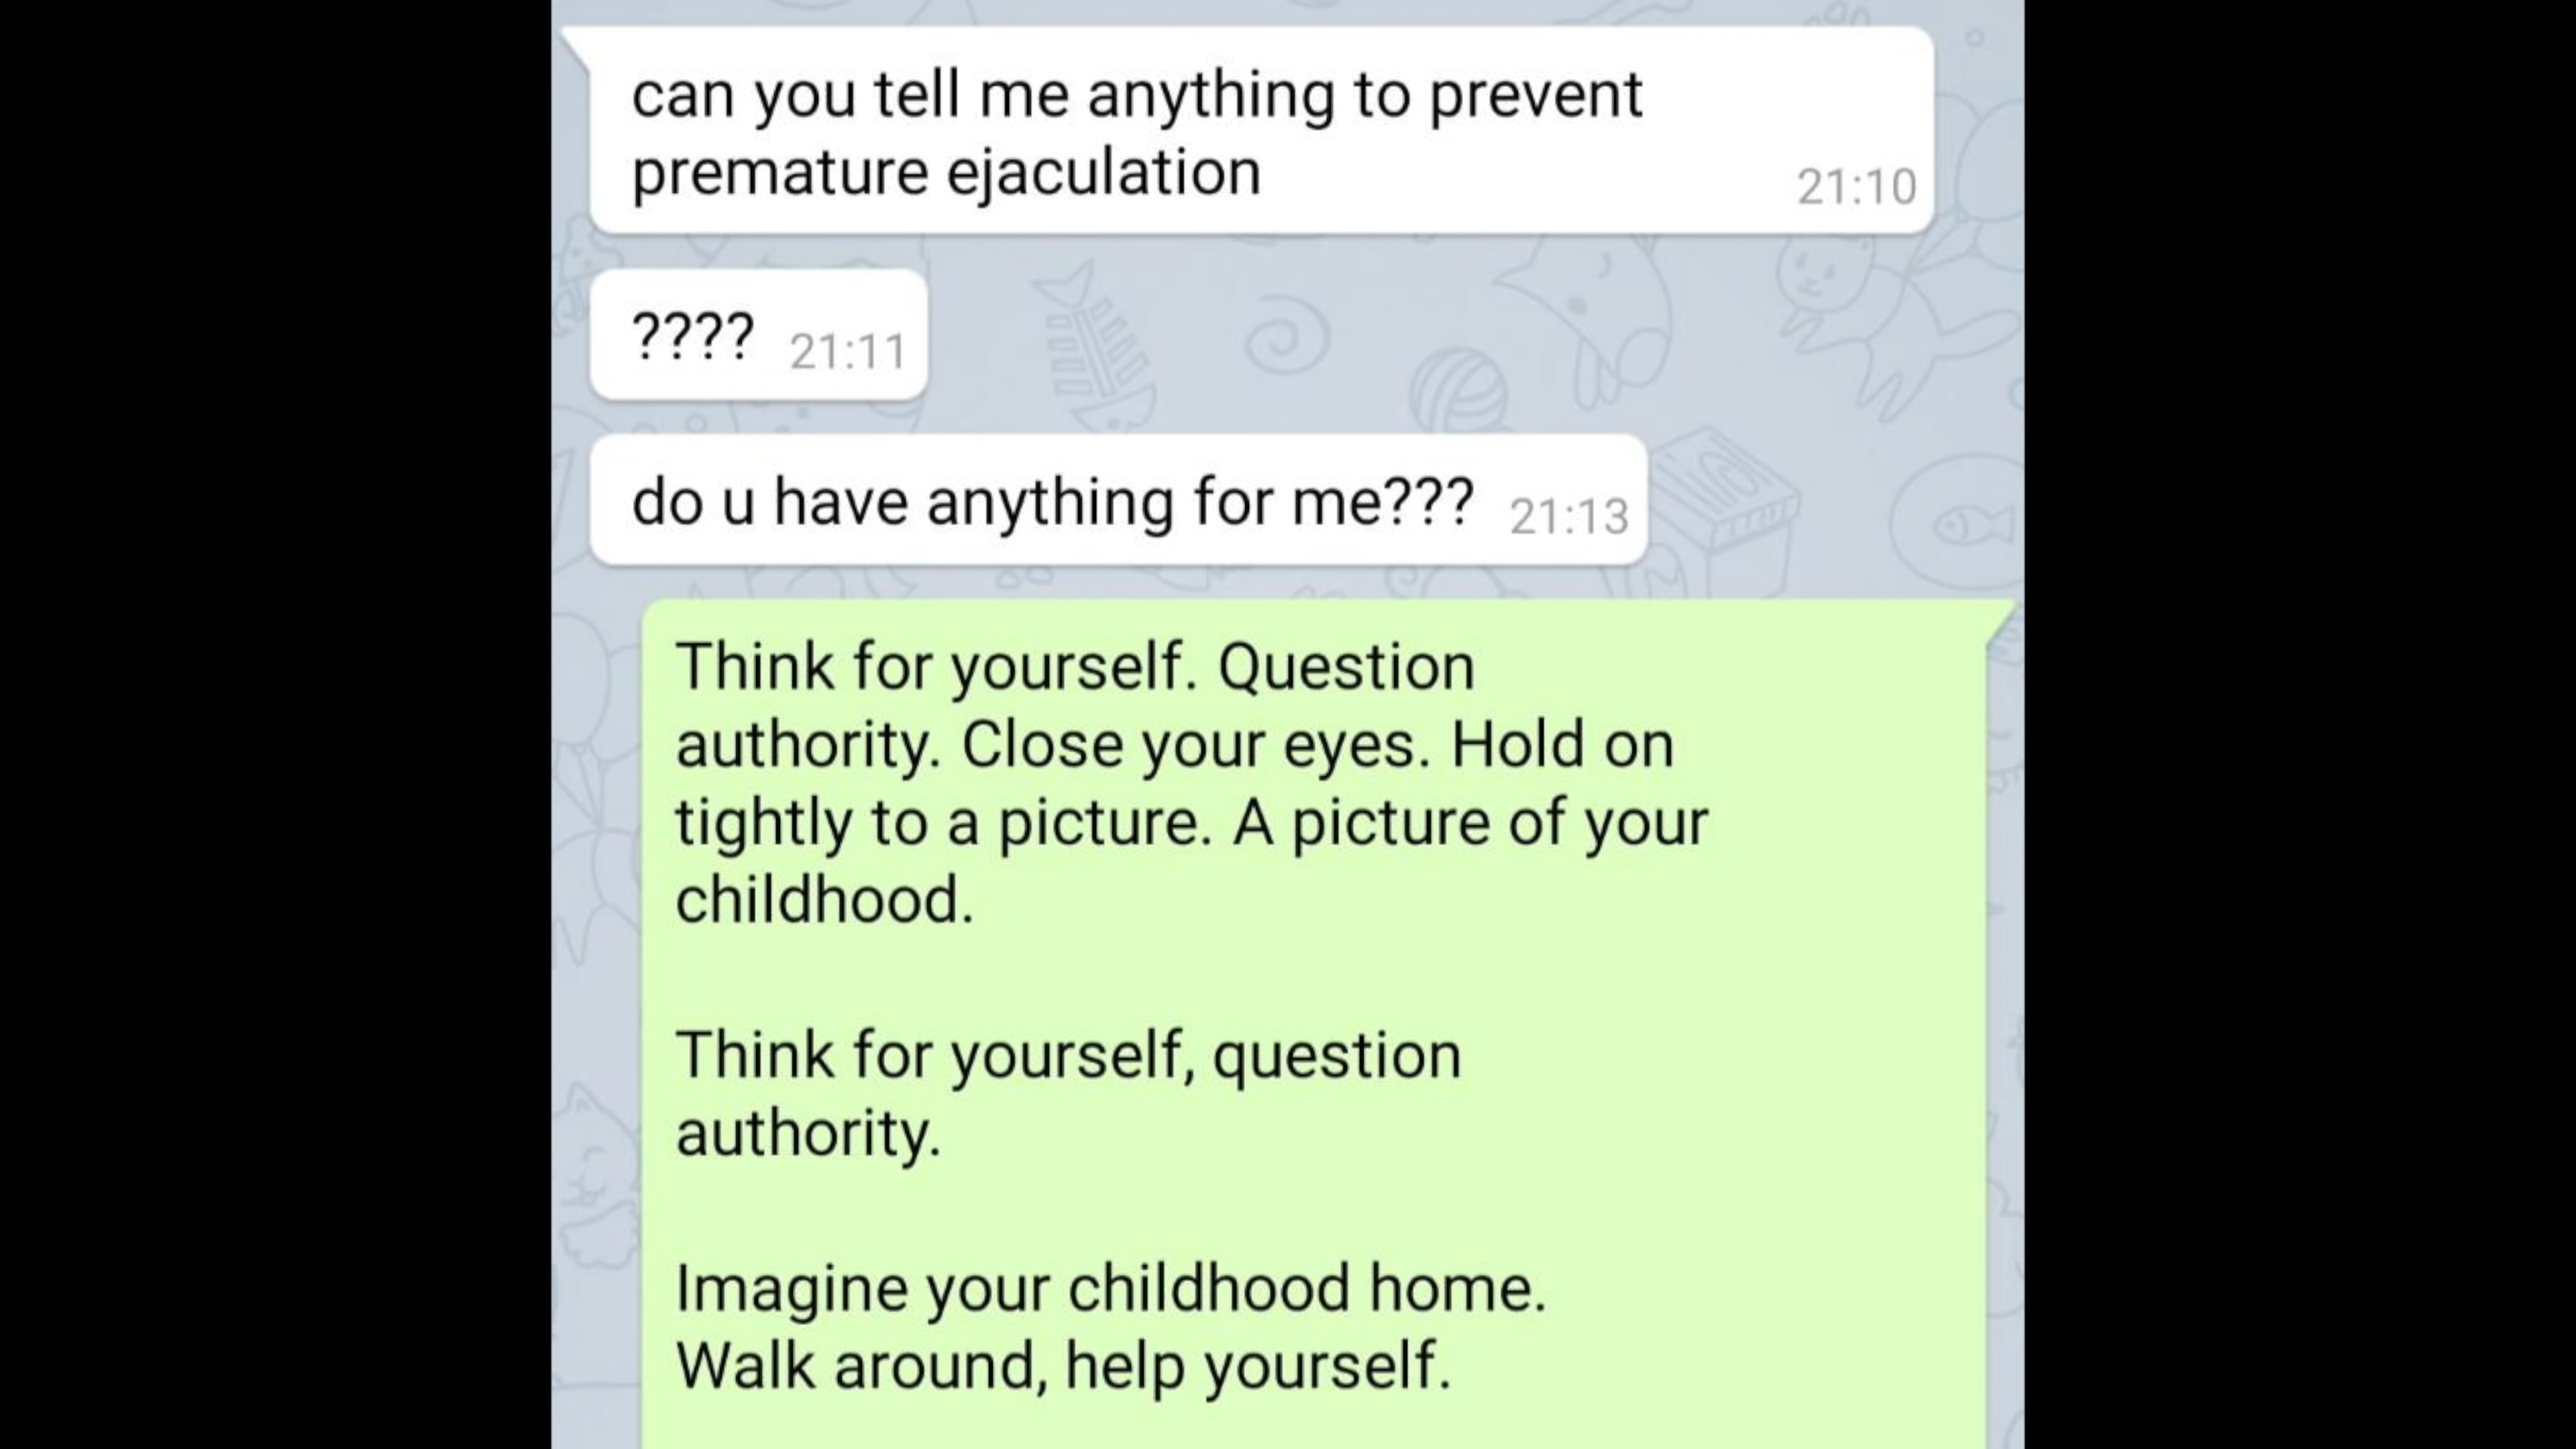 can you tell me anything to prevent
premature ejaculation
21:10
???? 21:11
do u have anything for me??? 21:13
Think for yourself. Question
authority. Close your eyes. Hold on
tightly to a picture. A picture of your
childhood.
Think for yourself, question
authority.
Imagine your childhood home.
Walk around, help yourself.